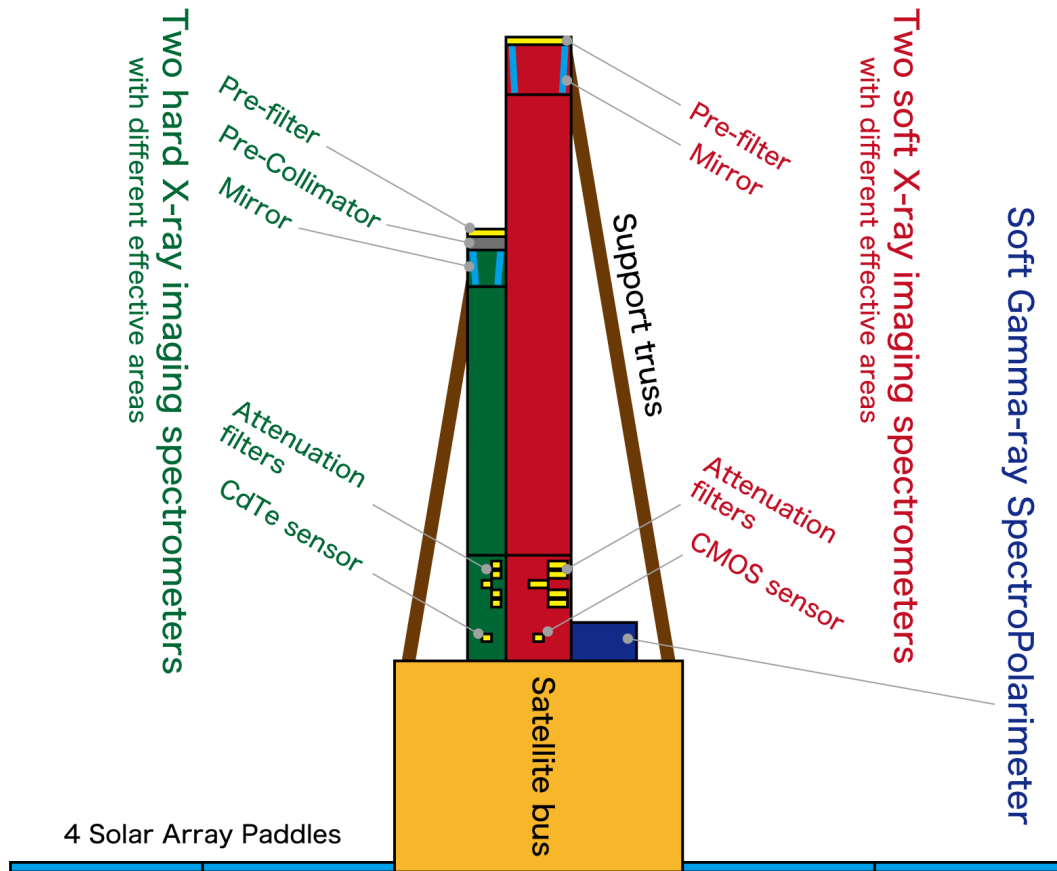 Two hard X-ray imaging spectrometers
with different effective areas
Pre-filter
Pre-Collimator
Mirror
Attenuation
filters
CdTe sensor
Pre-filter
Mirror
Support truss
Attenuation
filters
CMOS sensor
Two soft X-ray imaging spectrometers
with different effective areas
Soft Gamma-ray SpectroPolarimeter
Satellite bus
4 Solar Array Paddles